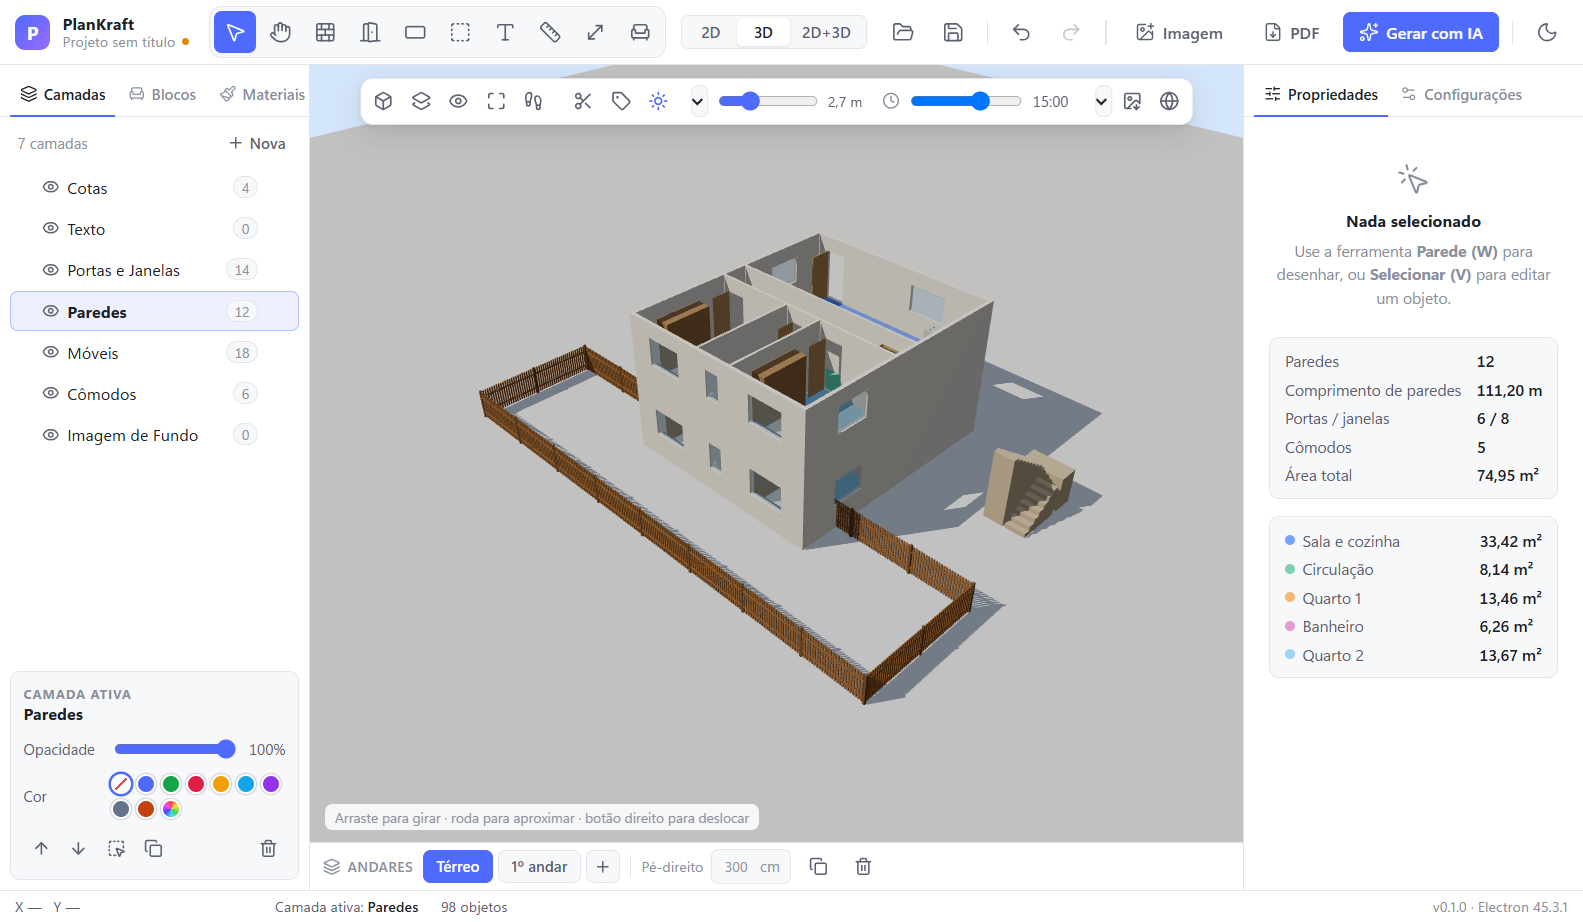 P
PlanKraft
Projeto sem título
2D
3D
2D+3D
Imagem
PDF
Gerar com IA
Camadas
Blocos
Materiais
7 camadas
Nova
Cotas
4
Texto
0
Portas e Janelas
14
Paredes
12
Móveis
18
Cômodos
6
Imagem de Fundo
0
CAMADA ATIVA
Paredes
Opacidade
100%
Cor
2,7 m
15:00
Arraste para girar · roda para aproximar · botão direito para deslocar
ANDARES
Térreo
1º andar
Pé-direito
300 cm
Propriedades
Configurações
Nada selecionado
Use a ferramenta Parede (W) para
desenhar, ou Selecionar (V) para editar
um objeto.
Paredes 12
Comprimento de paredes 111,20 m
Portas / janelas 6 / 8
Cômodos 5
Área total 74,95 m²
Sala e cozinha 33,42 m²
Circulação 8,14 m²
Quarto 1 13,46 m²
Banheiro 6,26 m²
Quarto 2 13,67 m²
X — Y —
Camada ativa: Paredes
98 objetos
v0.1.0 · Electron 45.3.1